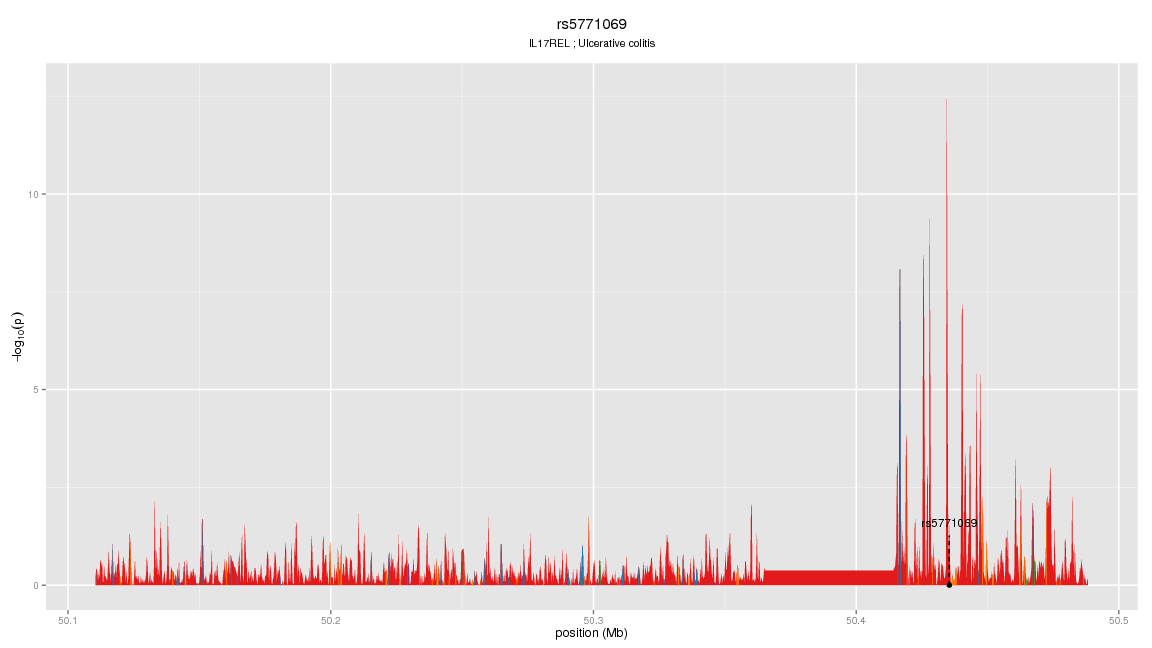 rs5771069
IL17REL ; Ulcerative colitis
−log10(p)
10
5
0
rs5771069
50.1 50.2 50.3 50.4 50.5
position (Mb)